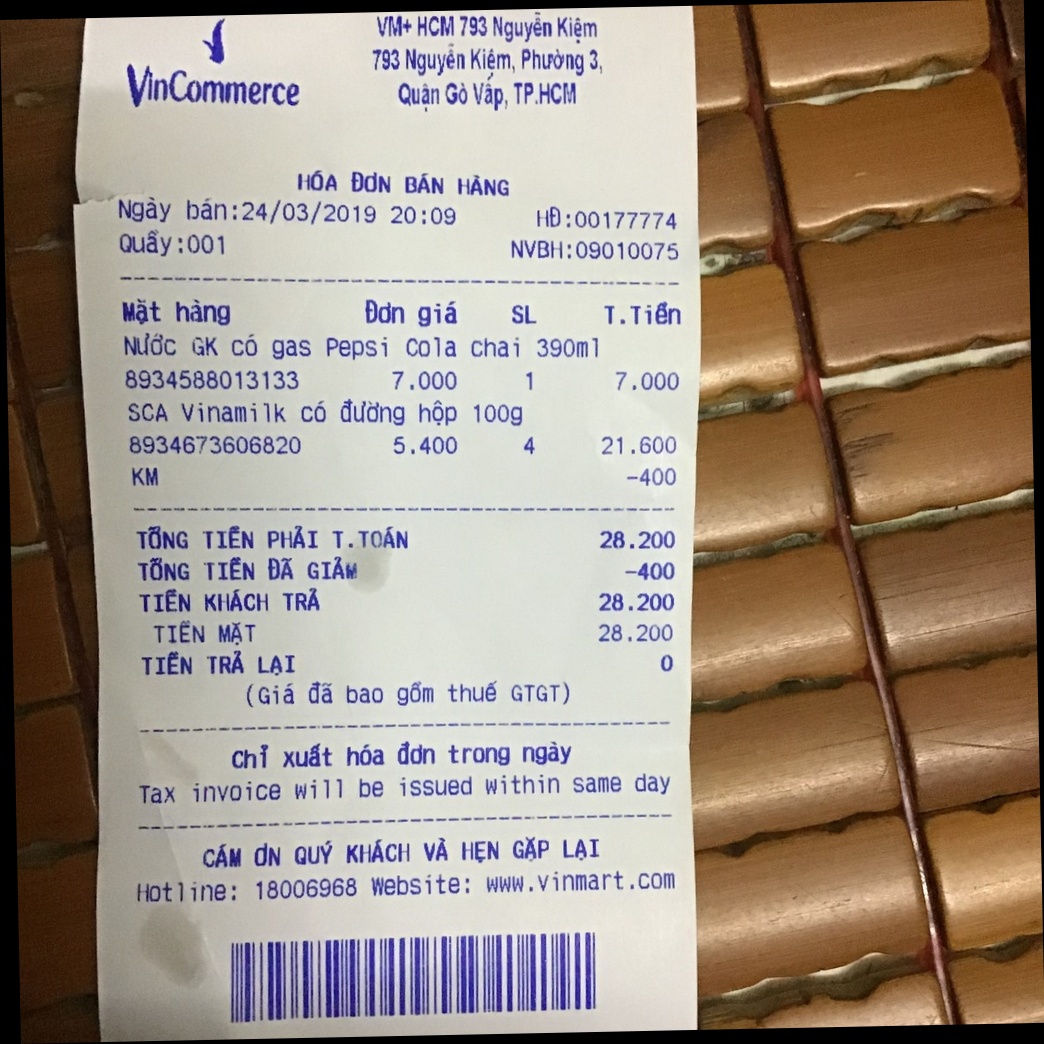 VinCommerce
VM+ HCM 793 Nguyễn Kiệm
793 Nguyễn Kiệm, Phường 3,
Quận Gò Vấp, TP.HCM
HÓA ĐƠN BÁN HÀNG
Ngày bán:24/03/2019 20:09 HĐ:00177774
Quầy:001 NVBH:09010075
Mặt hàng Đơn giá SL T.Tiền
Nước GK có gas Pepsi Cola chai 390ml
8934588013133 7.000 1 7.000
SCA Vinamilk có đường hộp 100g
8934673606820 5.400 4 21.600
KM -400
TỔNG TIỀN PHẢI T.TOÁN 28.200
TỔNG TIỀN ĐÃ GIẢM -400
TIỀN KHÁCH TRẢ 28.200
TIỀN MẶT 28.200
TIỀN TRẢ LẠI 0
(Giá đã bao gồm thuế GTGT)
Chỉ xuất hóa đơn trong ngày
Tax invoice will be issued within same day
CÁM ƠN QUÝ KHÁCH VÀ HẸN GẶP LẠI
Hotline: 18006968 Website: www.vinmart.com